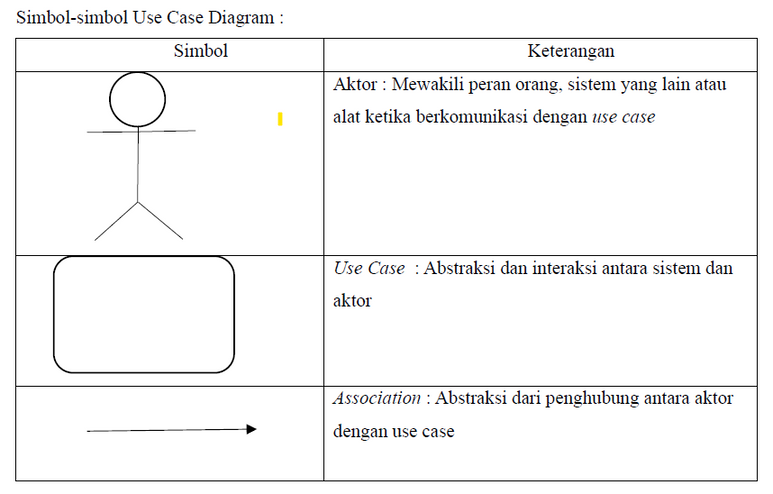 Simbol-simbol Use Case Diagram :
Simbol
Keterangan
Aktor : Mewakili peran orang, sistem yang lain atau
alat ketika berkomunikasi dengan use case
Use Case  : Abstraksi dan interaksi antara sistem dan
aktor
Association : Abstraksi dari penghubung antara aktor
dengan use case